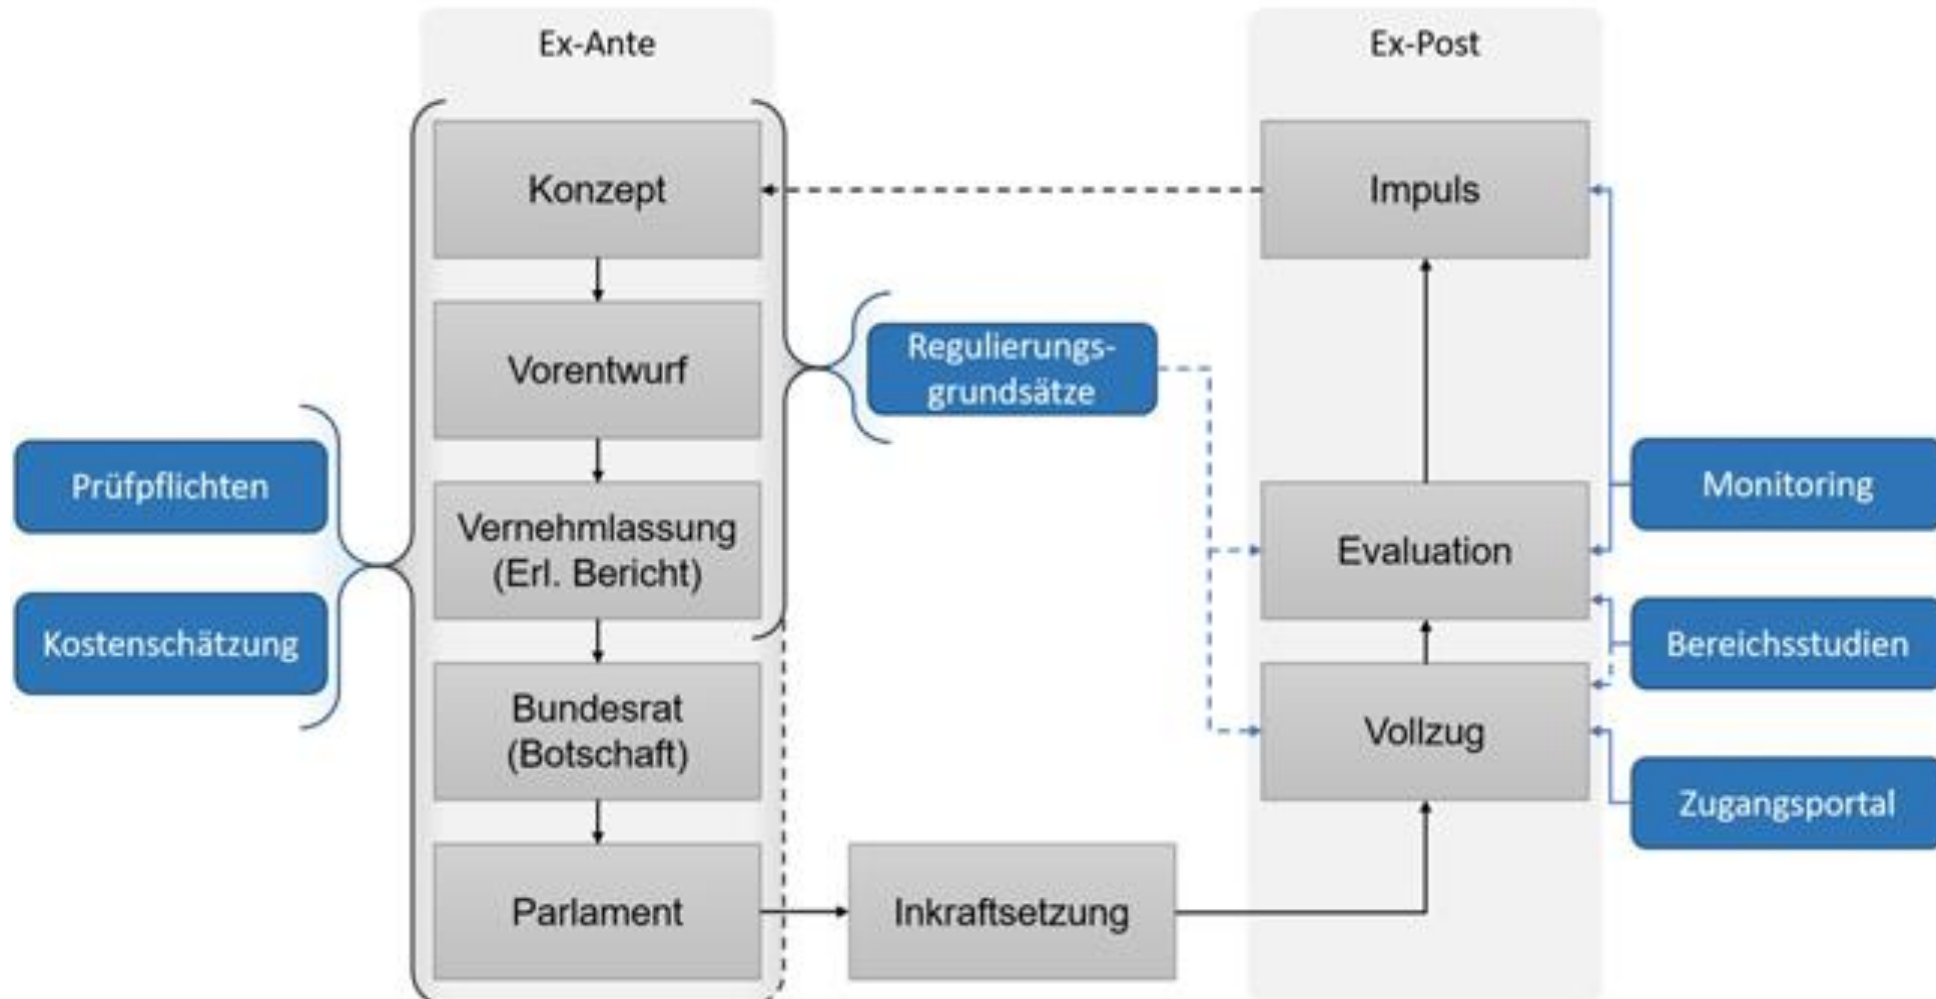 Ex-Ante
Ex-Post
Konzept
Impuls
Vorentwurf
Regulierungs-
grundsätze
Prüfpflichten
Vernehmlassung
(Erl. Bericht)
Evaluation
Monitoring
Kostenschätzung
Bereichsstudien
Bundesrat
(Botschaft)
Vollzug
Zugangsportal
Parlament
Inkraftsetzung